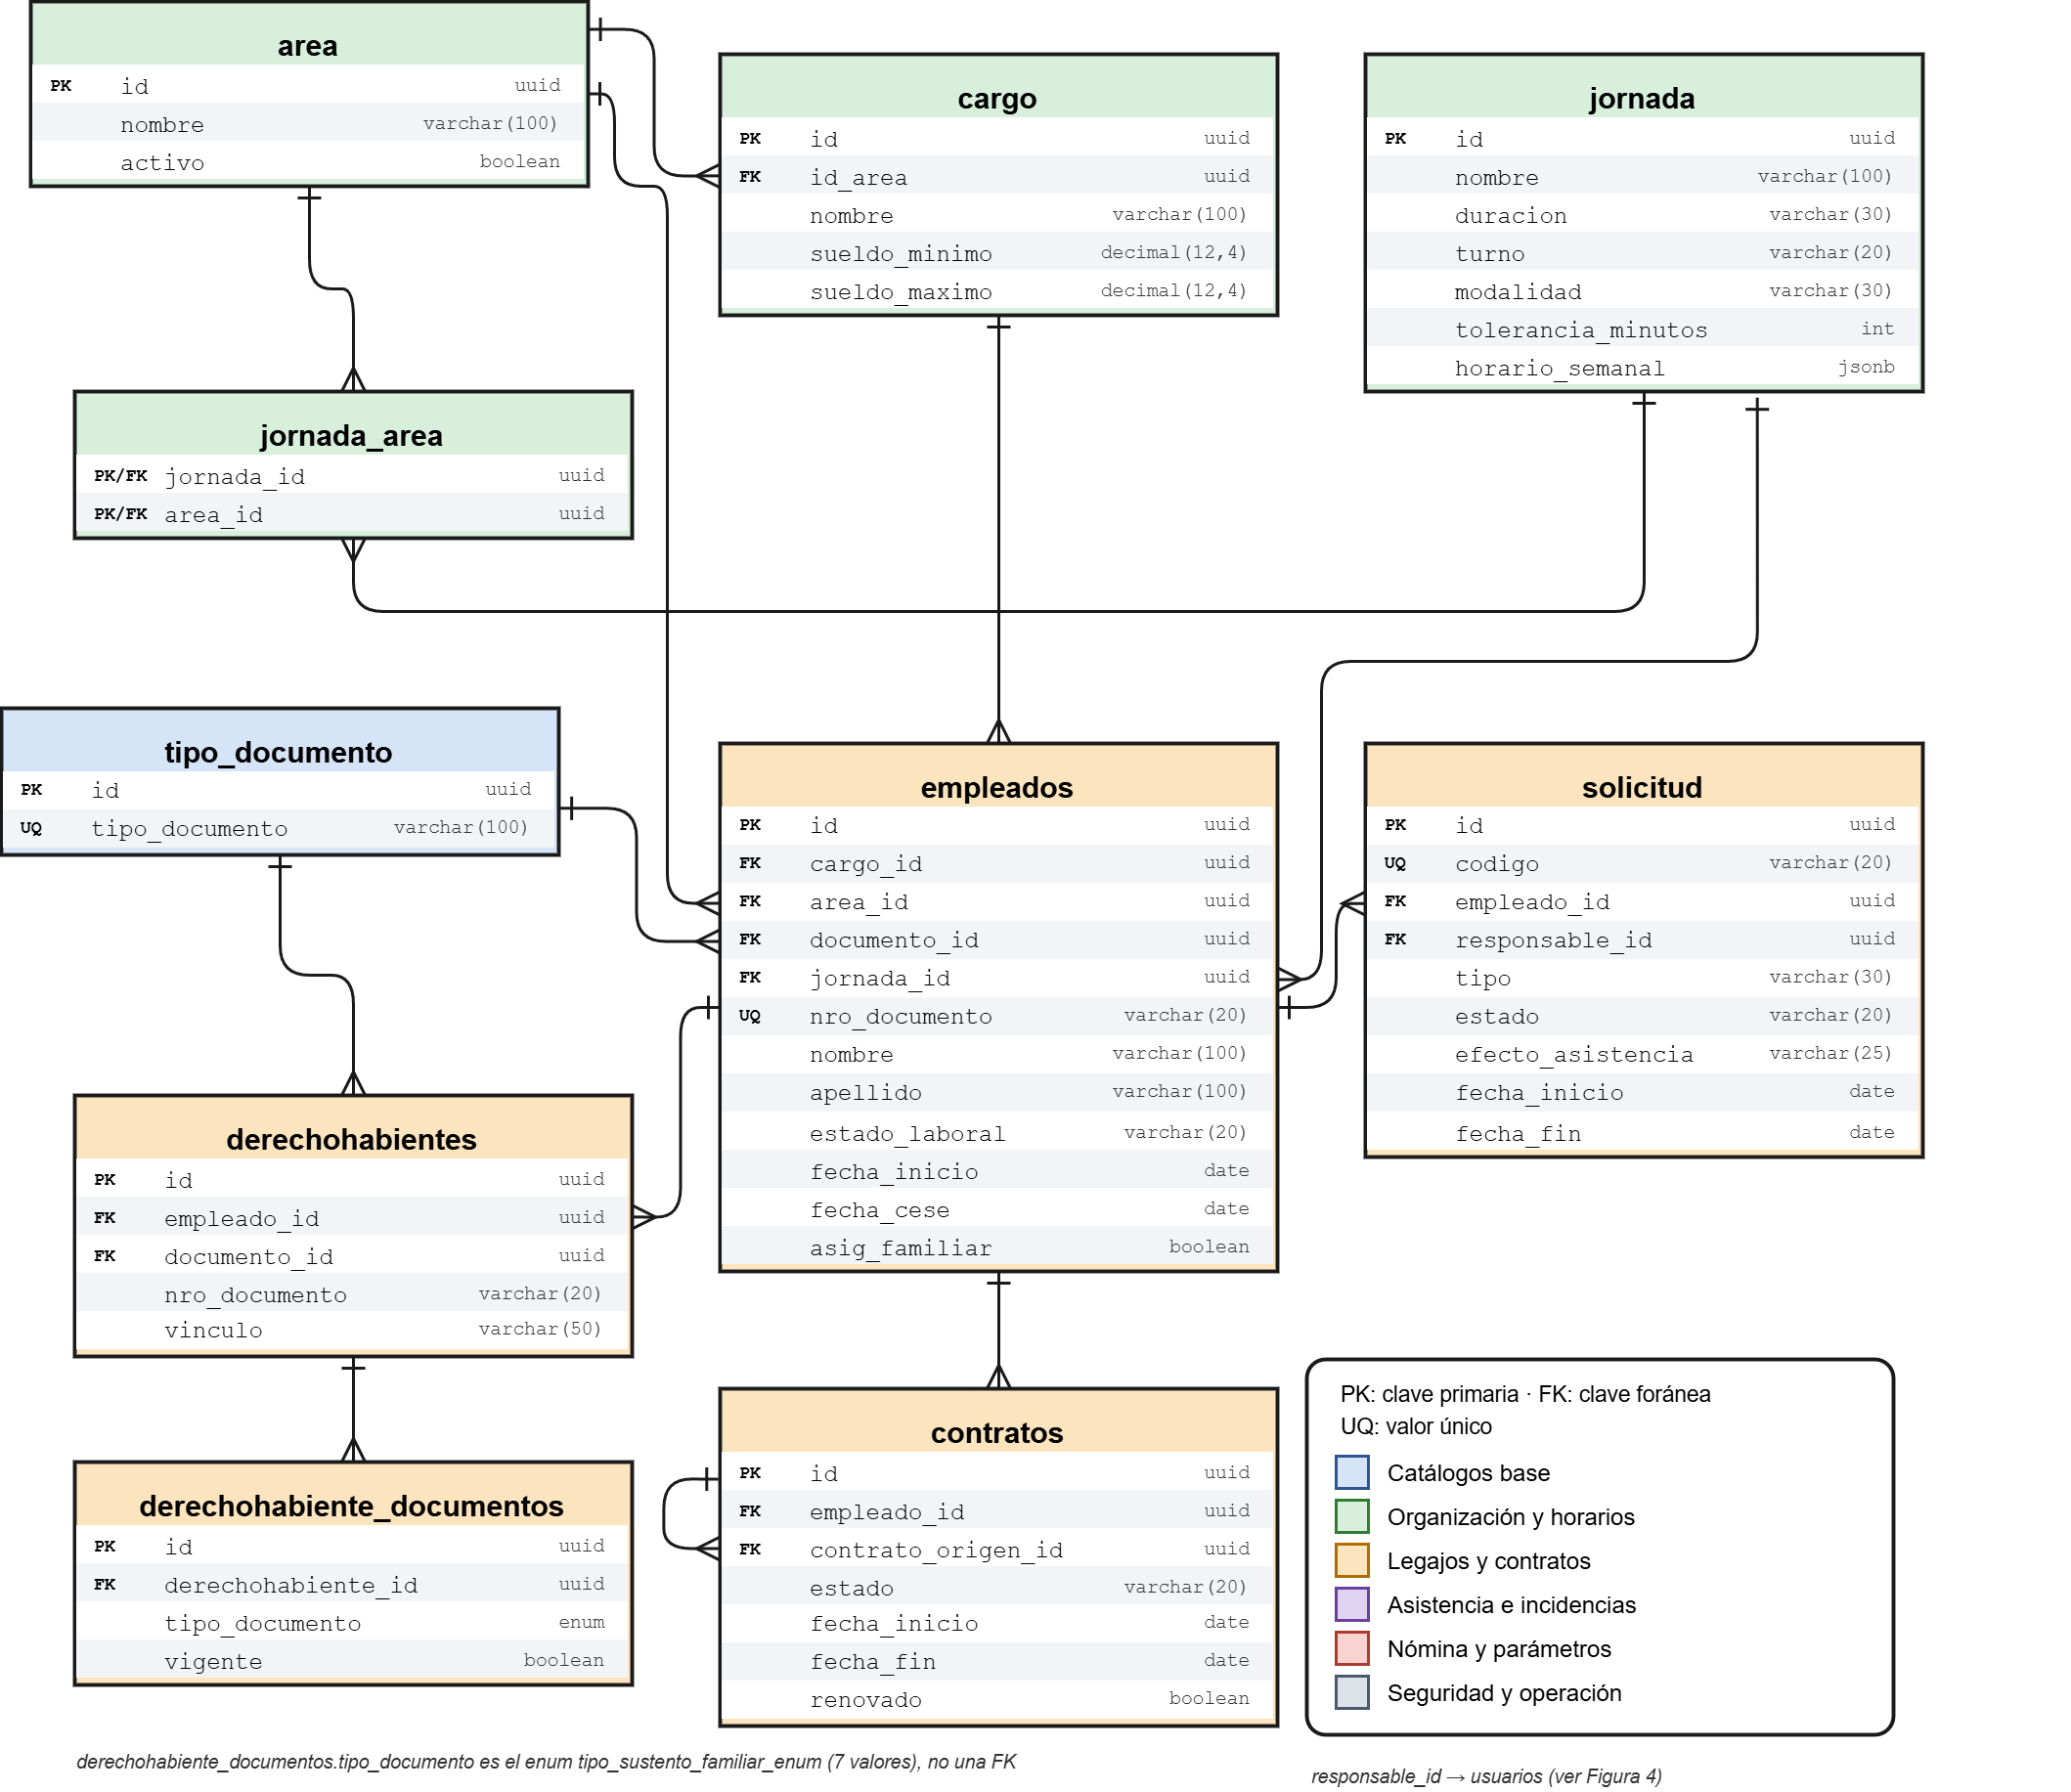 area
PK id uuid
nombre varchar(100)
activo boolean
cargo
PK id uuid
FK id_area uuid
nombre varchar(100)
sueldo_minimo decimal(12,4)
sueldo_maximo decimal(12,4)
jornada
PK id uuid
nombre varchar(100)
duracion varchar(30)
turno varchar(20)
modalidad varchar(30)
tolerancia_minutos int
horario_semanal jsonb
jornada_area
PK/FK jornada_id uuid
PK/FK area_id uuid
tipo_documento
PK id uuid
UQ tipo_documento varchar(100)
empleados
PK id uuid
FK cargo_id uuid
FK area_id uuid
FK documento_id uuid
FK jornada_id uuid
UQ nro_documento varchar(20)
nombre varchar(100)
apellido varchar(100)
estado_laboral varchar(20)
fecha_inicio date
fecha_cese date
asig_familiar boolean
solicitud
PK id uuid
UQ codigo varchar(20)
FK empleado_id uuid
FK responsable_id uuid
tipo varchar(30)
estado varchar(20)
efecto_asistencia varchar(25)
fecha_inicio date
fecha_fin date
derechohabientes
PK id uuid
FK empleado_id uuid
FK documento_id uuid
nro_documento varchar(20)
vinculo varchar(50)
derechohabiente_documentos
PK id uuid
FK derechohabiente_id uuid
tipo_documento enum
vigente boolean
contratos
PK id uuid
FK empleado_id uuid
FK contrato_origen_id uuid
estado varchar(20)
fecha_inicio date
fecha_fin date
renovado boolean
PK: clave primaria · FK: clave foránea
UQ: valor único
Catálogos base
Organización y horarios
Legajos y contratos
Asistencia e incidencias
Nómina y parámetros
Seguridad y operación
derechohabiente_documentos.tipo_documento es el enum tipo_sustento_familiar_enum (7 valores), no una FK
responsable_id → usuarios (ver Figura 4)